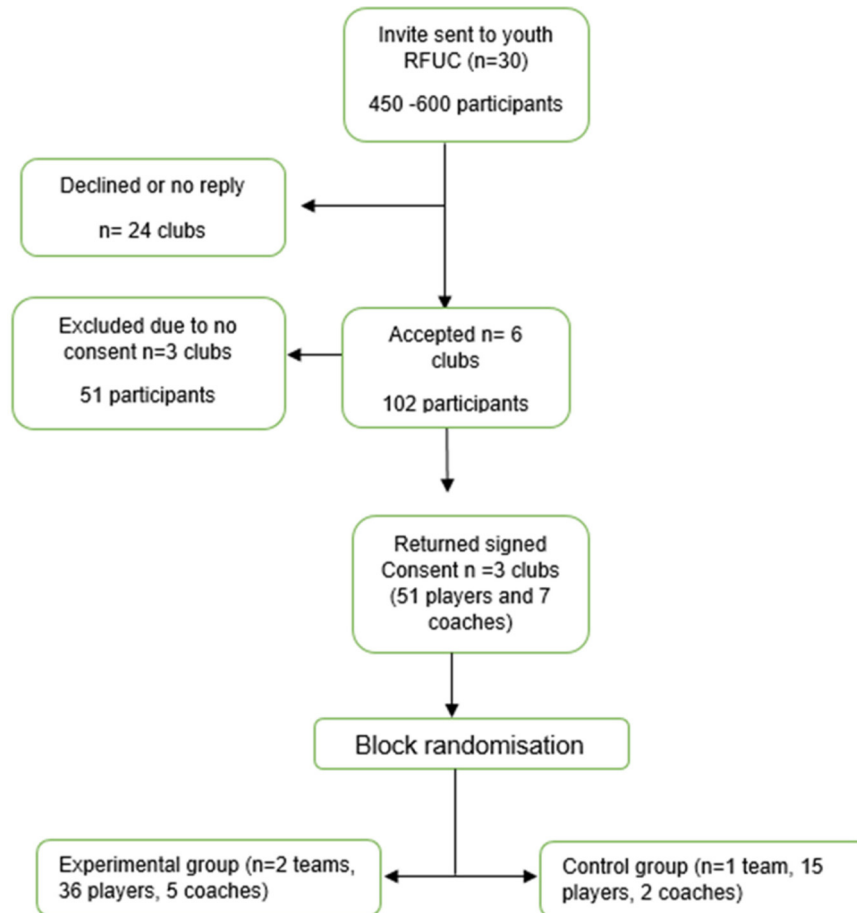 Invite sent to youth
RFUC (n=30)
450 -600 participants
Declined or no reply
n= 24 clubs
Excluded due to no
consent n=3 clubs
51 participants
Accepted n= 6
clubs
102 participants
Returned signed
Consent n =3 clubs
(51 players and 7
coaches)
Block randomisation
Experimental group (n=2 teams,
36 players, 5 coaches)
Control group (n=1 team, 15
players, 2 coaches)